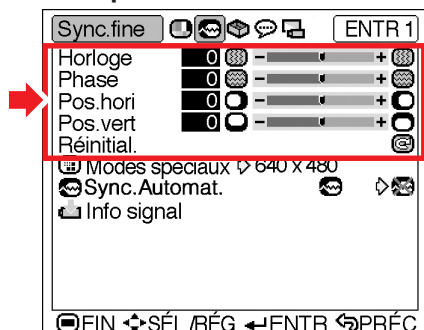 Sync.fine ENTR 1
Horloge 0 - +
Phase 0 - +
Pos.hori 0 - +
Pos.vert 0 - +
Réinitial.
Modes spéciaux 640 x 480
Sync.Automat.
Info signal
FIN SÉL /RÉG ENTR PRÉC